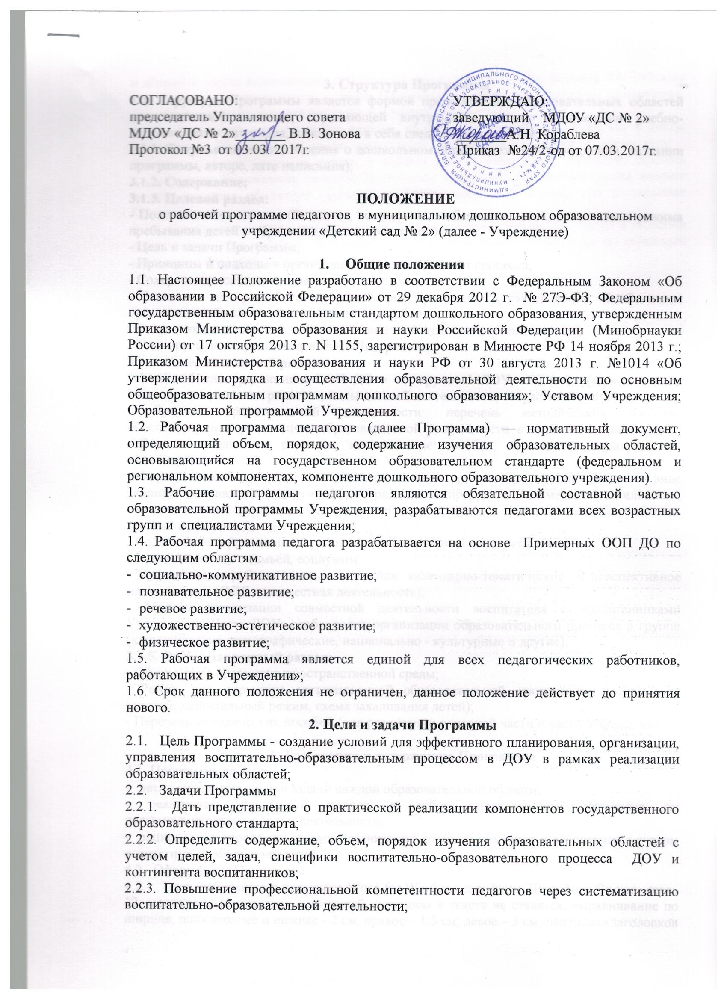 СОГЛАСОВАНО:
председатель Управляющего совета
МДОУ «ДС № 2»_______ В.В. Зонова
Протокол №3 от 03.03. 2017г.
УТВЕРЖДАЮ:
заведующий МДОУ «ДС № 2»
_______А.Н. Кораблева
Приказ №24/2-од от 07.03.2017г.
ПОЛОЖЕНИЕ
о рабочей программе педагогов в муниципальном дошкольном образовательном
учреждении «Детский сад № 2» (далее - Учреждение)
1. Общие положения
1.1. Настоящее Положение разработано в соответствии с Федеральным Законом «Об
образовании в Российской Федерации» от 29 декабря 2012 г. № 27Э-ФЗ; Федеральным
государственным образовательным стандартом дошкольного образования, утвержденным
Приказом Министерства образования и науки Российской Федерации (Минобрнауки
России) от 17 октября 2013 г. N 1155, зарегистрирован в Минюсте РФ 14 ноября 2013 г.;
Приказом Министерства образования и науки РФ от 30 августа 2013 г. №1014 «Об
утверждении порядка и осуществления образовательной деятельности по основным
общеобразовательным программам дошкольного образования»; Уставом Учреждения;
Образовательной программой Учреждения.
1.2. Рабочая программа педагогов (далее Программа) — нормативный документ,
определяющий объем, порядок, содержание изучения образовательных областей,
основывающийся на государственном образовательном стандарте (федеральном и
региональном компонентах, компоненте дошкольного образовательного учреждения).
1.3. Рабочие программы педагогов являются обязательной составной частью
образовательной программы Учреждения, разрабатываются педагогами всех возрастных
групп и специалистами Учреждения;
1.4. Рабочая программа педагога разрабатывается на основе Примерных ООП ДО по
следующим областям:
- социально-коммуникативное развитие;
- познавательное развитие;
- речевое развитие;
- художественно-эстетическое развитие;
- физическое развитие;
1.5. Рабочая программа является единой для всех педагогических работников,
работающих в Учреждении»;
1.6. Срок данного положения не ограничен, данное положение действует до принятия
нового.
2. Цели и задачи Программы
2.1. Цель Программы - создание условий для эффективного планирования, организации,
управления воспитательно-образовательным процессом в ДОУ в рамках реализации
образовательных областей;
2.2. Задачи Программы
2.2.1. Дать представление о практической реализации компонентов государственного
образовательного стандарта;
2.2.2. Определить содержание, объем, порядок изучения образовательных областей с
учетом целей, задач, специфики воспитательно-образовательного процесса ДОУ и
контингента воспитанников;
2.2.3. Повышение профессиональной компетентности педагогов через систематизацию
воспитательно-образовательной деятельности;